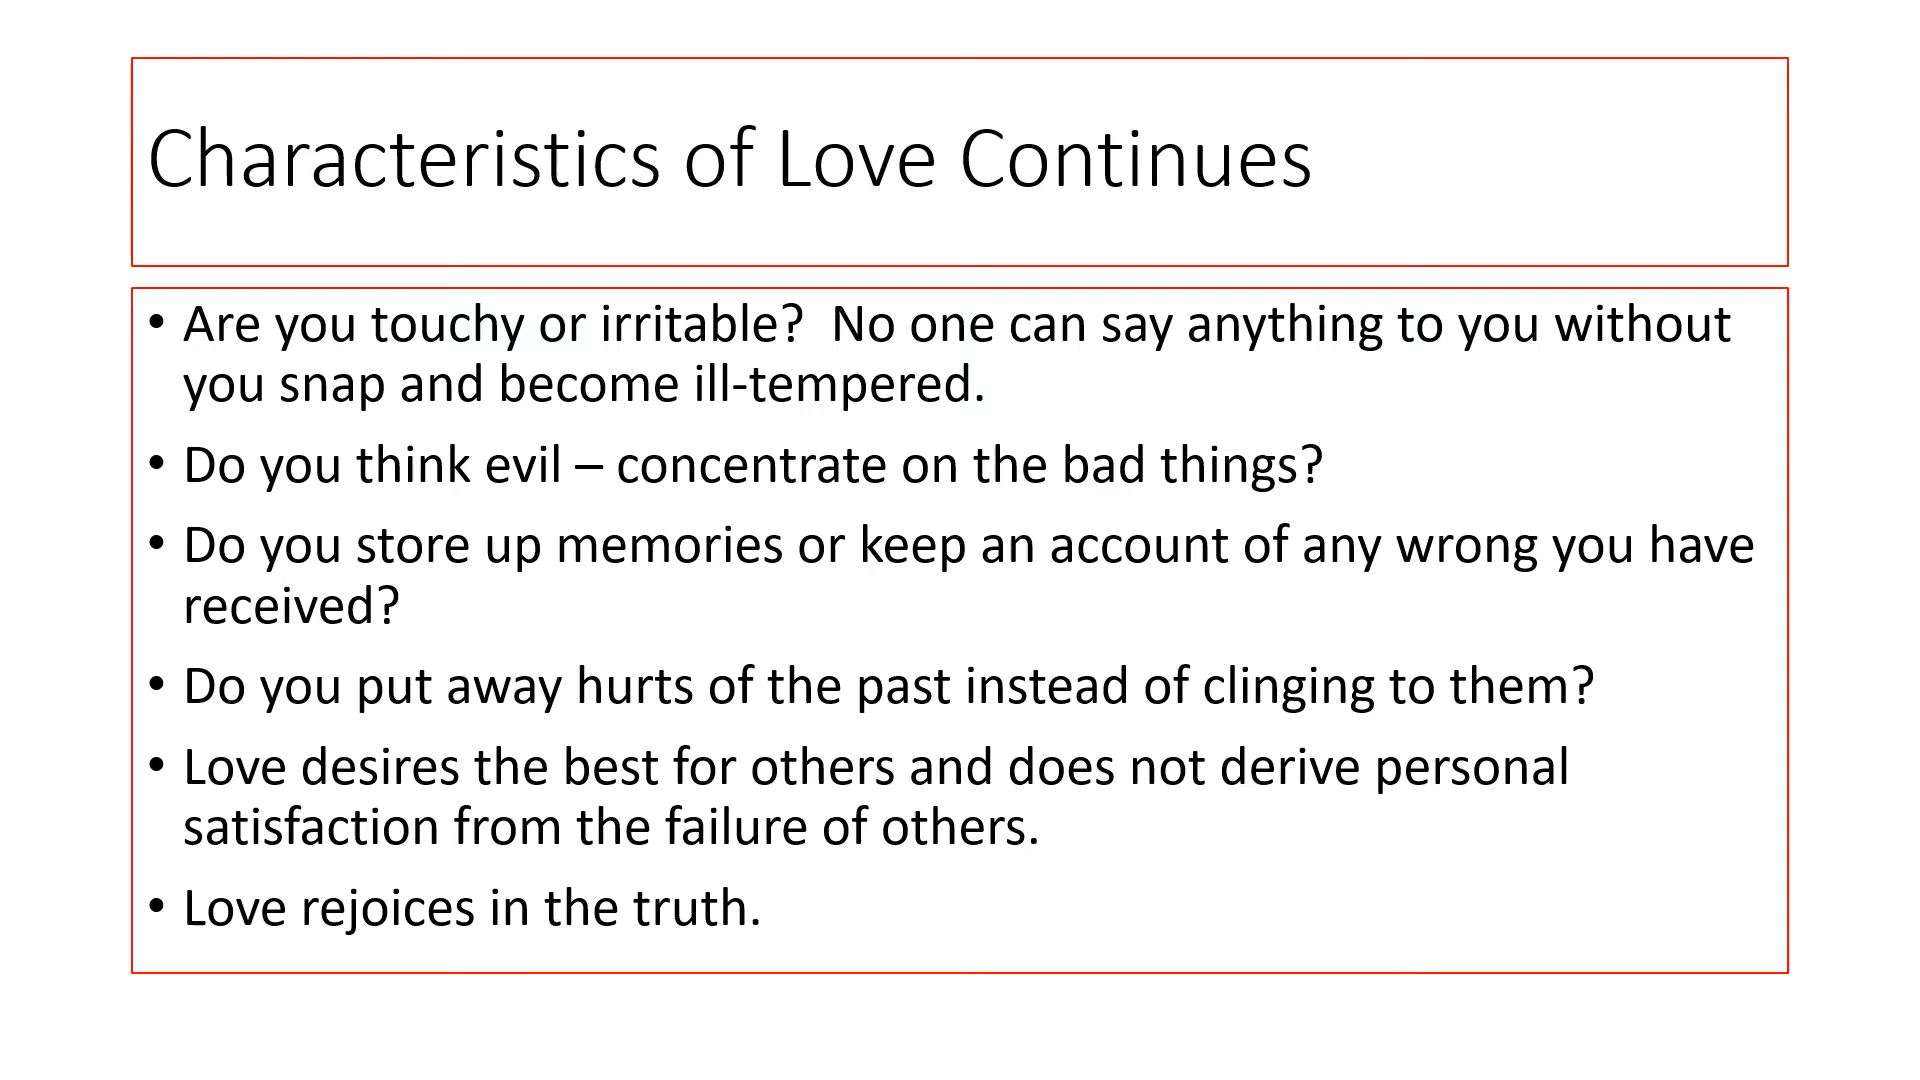 Characteristics of Love Continues
• Are you touchy or irritable?  No one can say anything to you without
you snap and become ill-tempered.
• Do you think evil – concentrate on the bad things?
• Do you store up memories or keep an account of any wrong you have
received?
• Do you put away hurts of the past instead of clinging to them?
• Love desires the best for others and does not derive personal
satisfaction from the failure of others.
• Love rejoices in the truth.